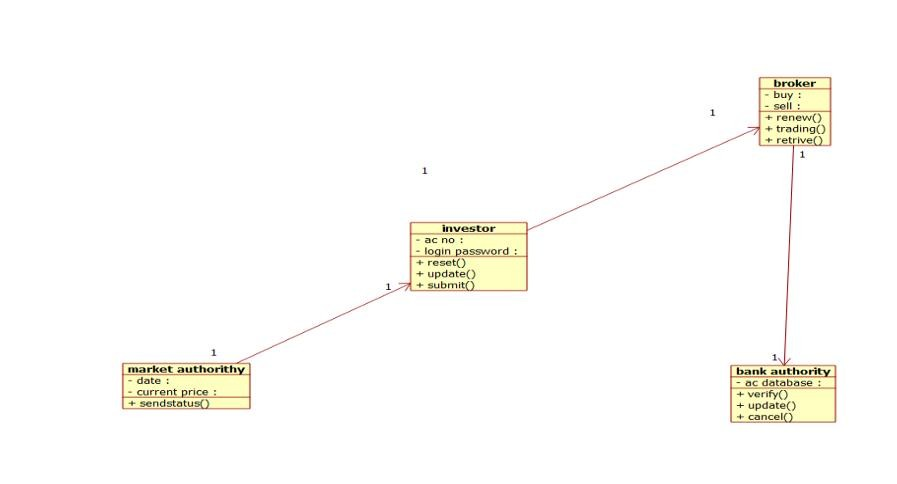 broker
- buy :
- sell :
+ renew()
+ trading()
+ retrive()
1
1
1
investor
- ac no :
- login password :
+ reset()
+ update()
+ submit()
1
1
market authorithy
- date :
- current price :
+ sendstatus()
1
bank authority
- ac database :
+ verify()
+ update()
+ cancel()